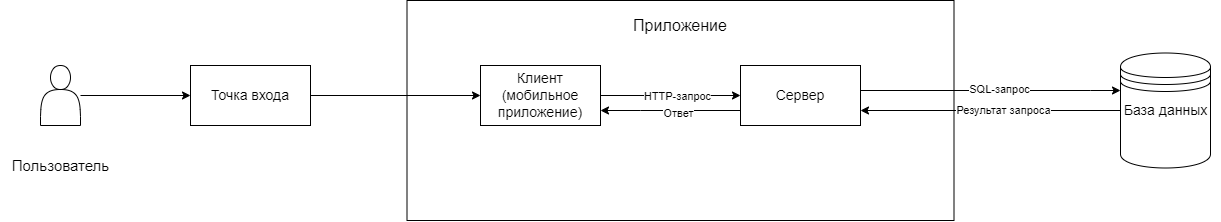 Приложение
Пользователь
Точка входа
Клиент
(мобильное
приложение)
HTTP-запрос
Ответ
Сервер
SQL-запрос
Результат запроса
База данных